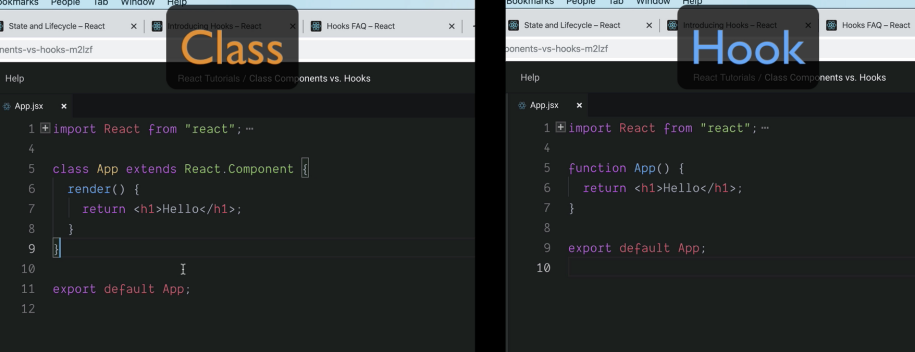 ookmarks People Tab Window Help
State and Lifecycle – React × Introducing Hooks – React × Hooks FAQ – React ×
Class
nents-vs-hooks-m2lzf
Help React Tutorials / Class Components vs. Hooks
App.jsx ×
1 import React from "react";
4
5 class App extends React.Component {
6 render() {
7 return <h1>Hello</h1>;
8 }
9 }
10
11 export default App;
12
Bookmarks People Tab Window Help
State and Lifecycle – React × Introducing Hooks – React × Hooks FAQ – React
Hook
onents-vs-hooks-m2lzf
Help React Tutorials / Class Components vs. Hooks
App.jsx ×
1 import React from "react";
4
5 function App() {
6 return <h1>Hello</h1>;
7 }
8
9 export default App;
10